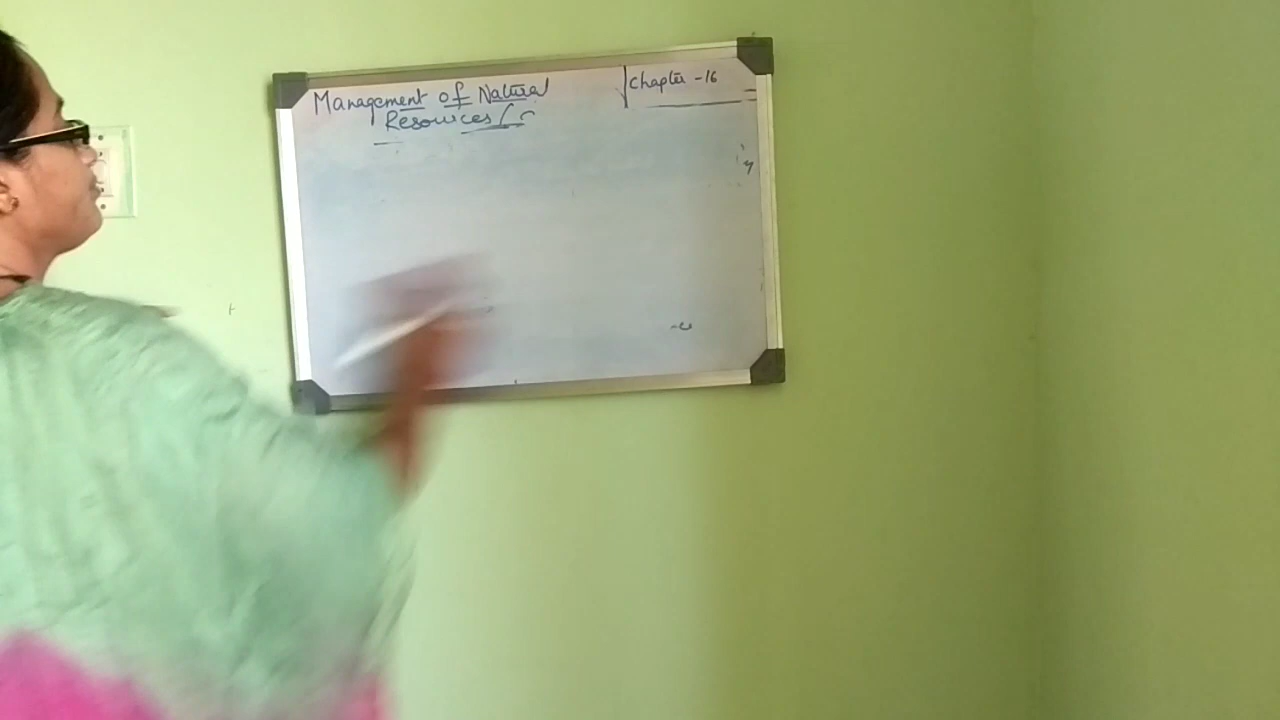 Management of Natural
Resources
Chapter - 16